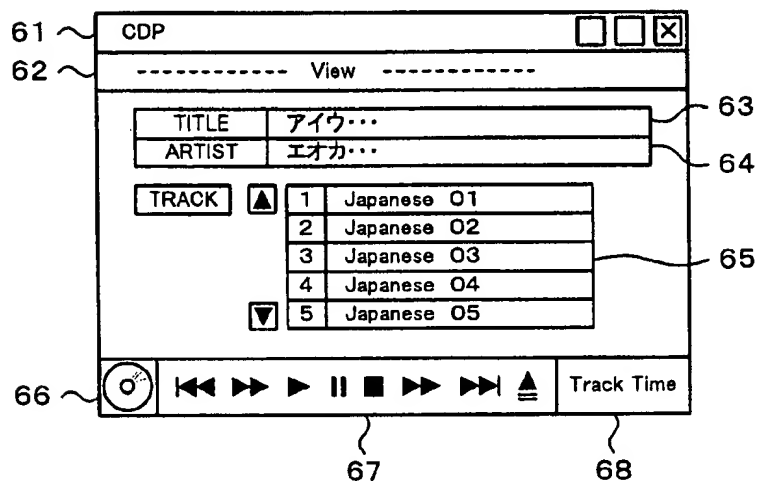 61 CDP
62 ------------ View ------------
TITLE アイウ··· 63
ARTIST エオカ··· 64
TRACK 1 Japanese 01
2 Japanese 02
3 Japanese 03 65
4 Japanese 04
5 Japanese 05
66 Track Time
67 68